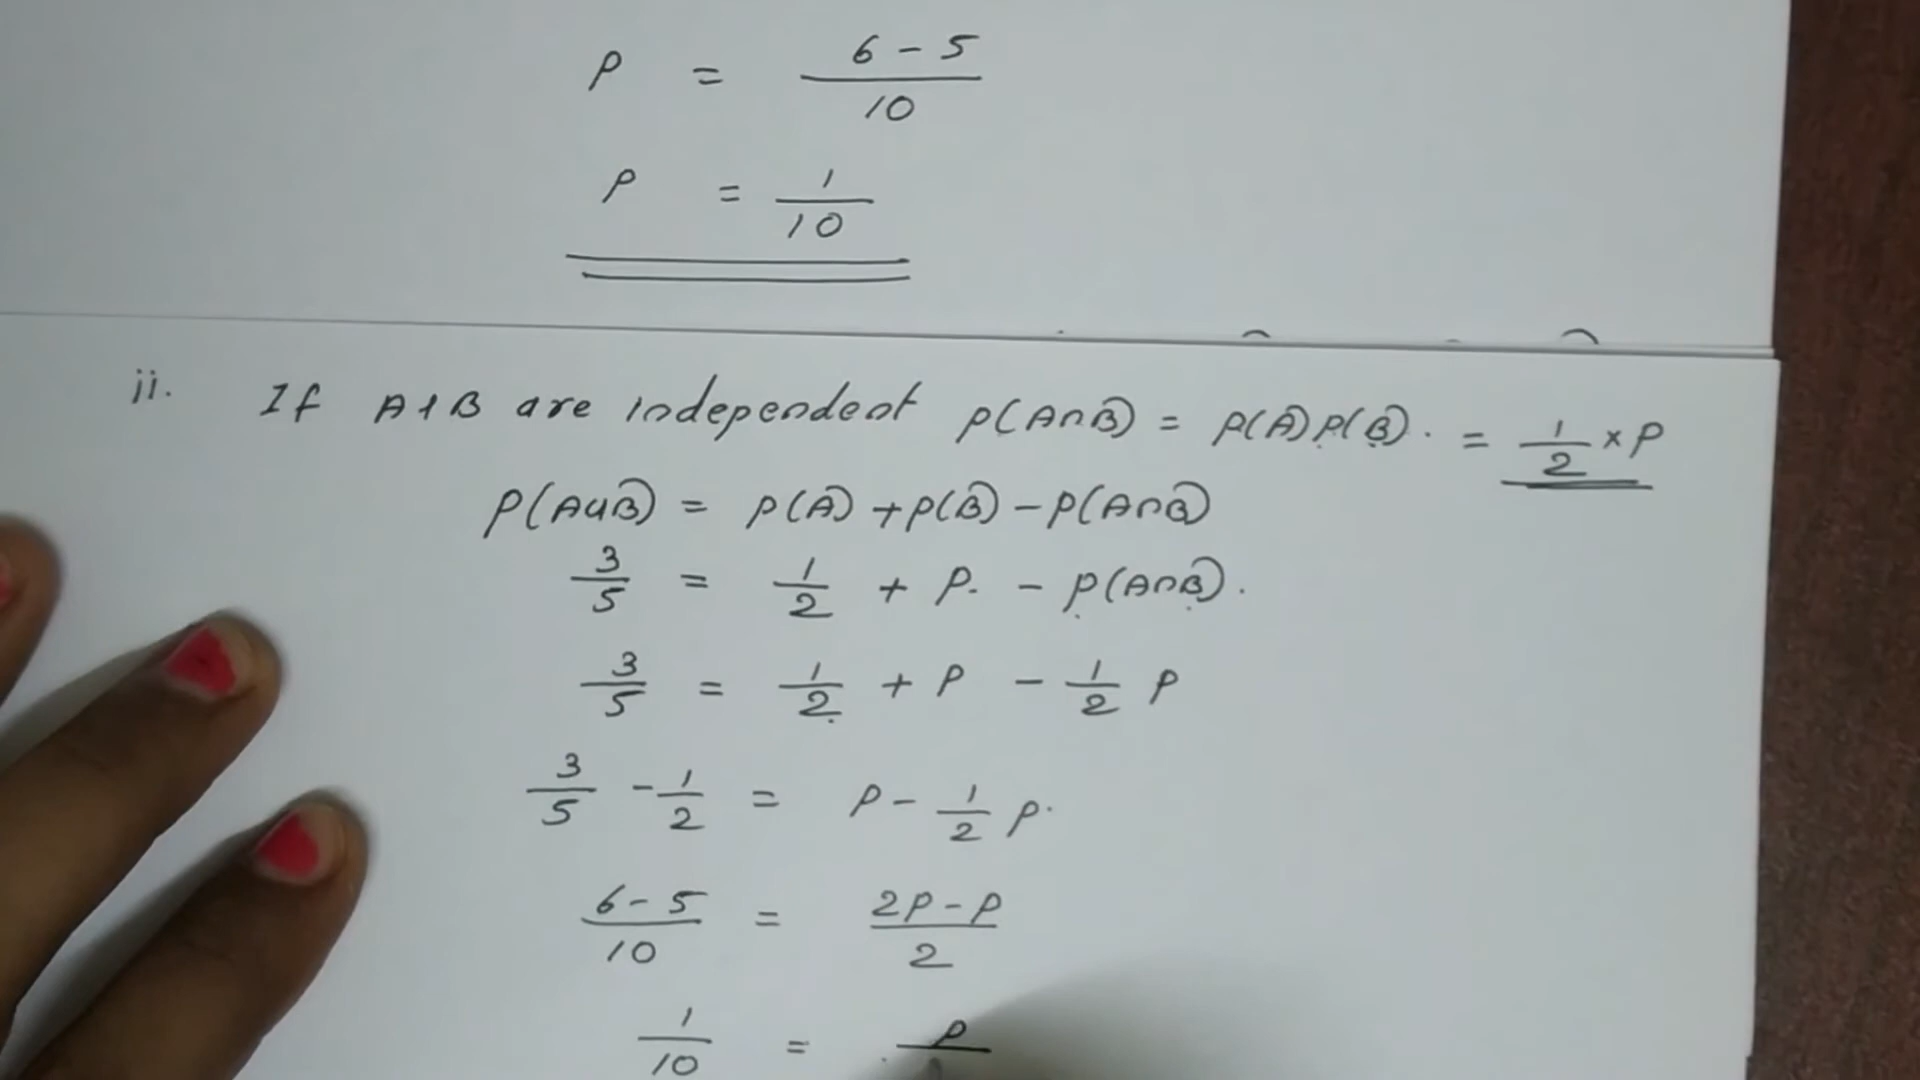 P = 6 - 5 / 10
P = 1 / 10
ii. If A & B are independent P(A∩B) = P(A)P(B). = 1/2 × P
P(A∪B) = P(A) + P(B) - P(A∩B)
3/5 = 1/2 + P. - P(A∩B).
3/5 = 1/2 + P - 1/2 P
3/5 - 1/2 = P - 1/2 P.
6 - 5 / 10 = 2P - P / 2
1/10 = P